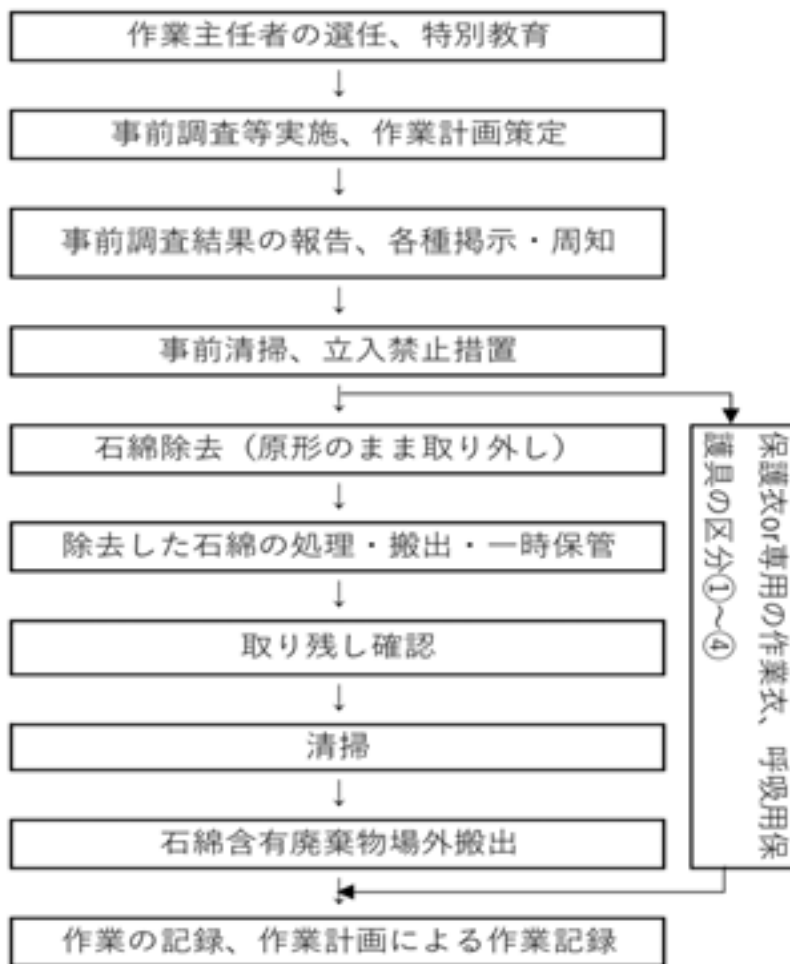 作業主任者の選任、特別教育
↓
事前調査等実施、作業計画策定
↓
事前調査結果の報告、各種掲示・周知
↓
事前清掃、立入禁止措置
↓
石綿除去（原形のまま取り外し）
↓
除去した石綿の処理・搬出・一時保管
↓
取り残し確認
↓
清掃
↓
石綿含有廃棄物場外搬出
↓
作業の記録、作業計画による作業記録
保護衣or専用の作業衣、呼吸用保
護具の区分①～④